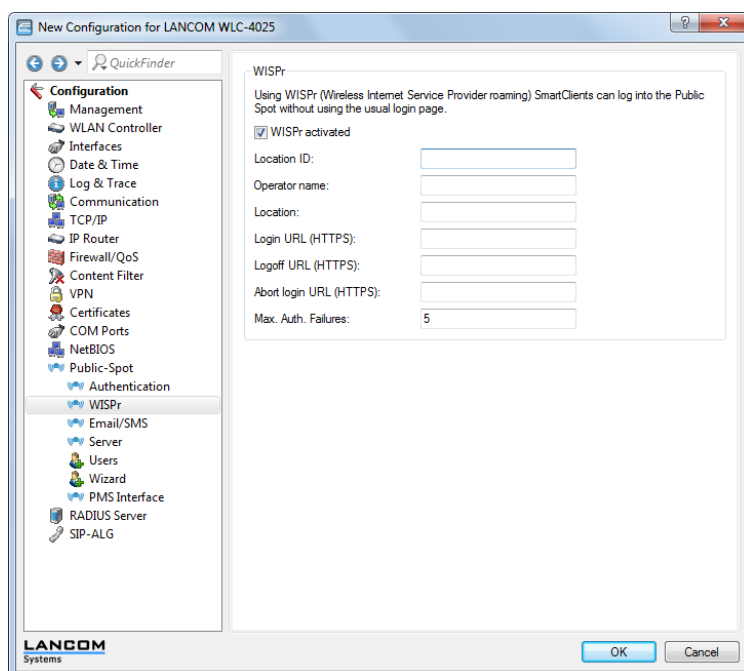 New Configuration for LANCOM WLC-4025
?
QuickFinder
Configuration
Management
WLAN Controller
Interfaces
Date & Time
Log & Trace
Communication
TCP/IP
IP Router
Firewall/QoS
Content Filter
VPN
Certificates
COM Ports
NetBIOS
Public-Spot
Authentication
WISPr
Email/SMS
Server
Users
Wizard
PMS Interface
RADIUS Server
SIP-ALG
WISPr
Using WISPr (Wireless Internet Service Provider roaming) SmartClients can log into the Public
Spot without using the usual login page.
WISPr activated
Location ID:
Operator name:
Location:
Login URL (HTTPS):
Logoff URL (HTTPS):
Abort login URL (HTTPS):
Max. Auth. Failures: 5
LANCOM
Systems
OK Cancel